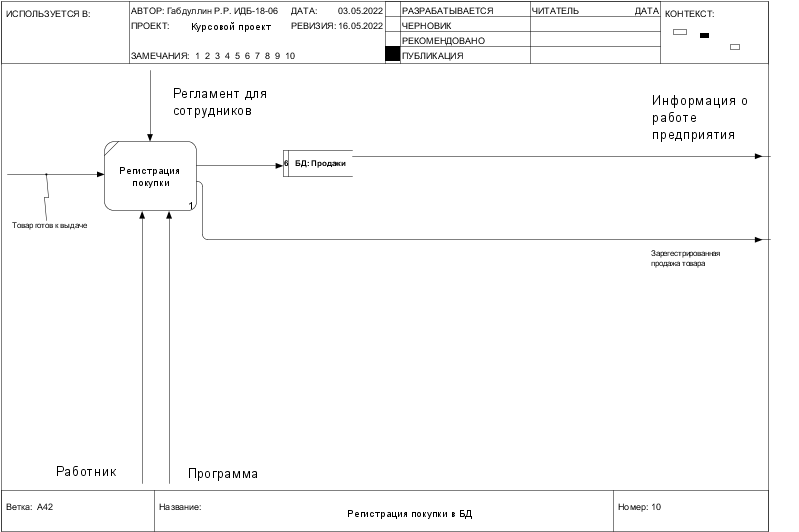 ИСПОЛЬЗУЕТСЯ В:
АВТОР: Габдуллин Р.Р. ИДБ-18-06
ДАТА: 03.05.2022
ПРОЕКТ: Курсовой проект
РЕВИЗИЯ: 16.05.2022
ЗАМЕЧАНИЯ: 1 2 3 4 5 6 7 8 9 10
РАЗРАБАТЫВАЕТСЯ
ЧЕРНОВИК
РЕКОМЕНДОВАНО
ПУБЛИКАЦИЯ
ЧИТАТЕЛЬ
ДАТА
КОНТЕКСТ:
Регламент для
сотрудников
Информация о
работе
предприятия
Регистрация
покупки
1
6 БД: Продажи
Товар готов к выдаче
Зарегестрированная
продажа товара
Работник
Программа
Ветка: A42
Название:
Регистрация покупки в БД
Номер: 10